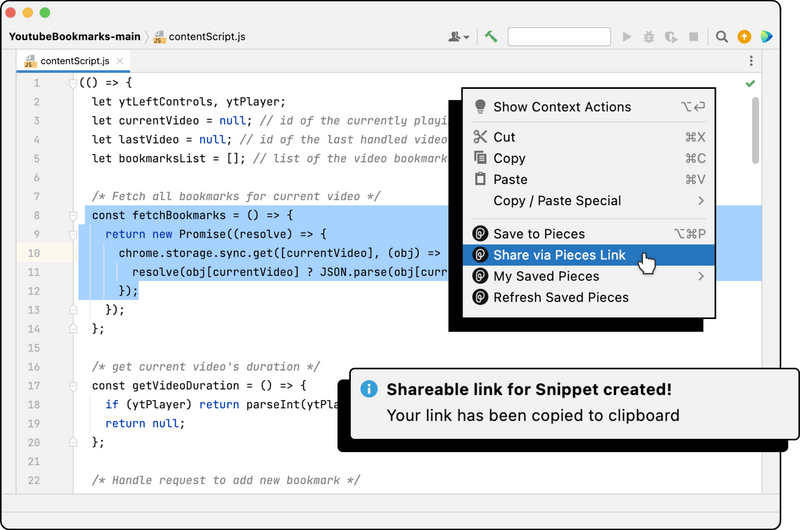 YoutubeBookmarks-main contentScript.js
contentScript.js
1 (() => {
2 let ytLeftControls, ytPlayer;
3 let currentVideo = null; // id of the currently playi
4 let lastVideo = null; // id of the last handled video
5 let bookmarksList = []; // list of the video bookmark
6
7 /* Fetch all bookmarks for current video */
8 const fetchBookmarks = () => {
9 return new Promise((resolve) => {
10 chrome.storage.sync.get([currentVideo], (obj) =>
11 resolve(obj[currentVideo] ? JSON.parse(obj[curr
12 });
13 });
14 };
15
16 /* get current video's duration */
17 const getVideoDuration = () => {
18 if (ytPlayer) return parseInt(ytPla
19 return null;
20 };
21
22 /* Handle request to add new bookmark */
Show Context Actions ⌥⏎
Cut ⌘X
Copy ⌘C
Paste ⌘V
Copy / Paste Special
Save to Pieces ⌥⌘P
Share via Pieces Link
My Saved Pieces
Refresh Saved Pieces
Shareable link for Snippet created!
Your link has been copied to clipboard